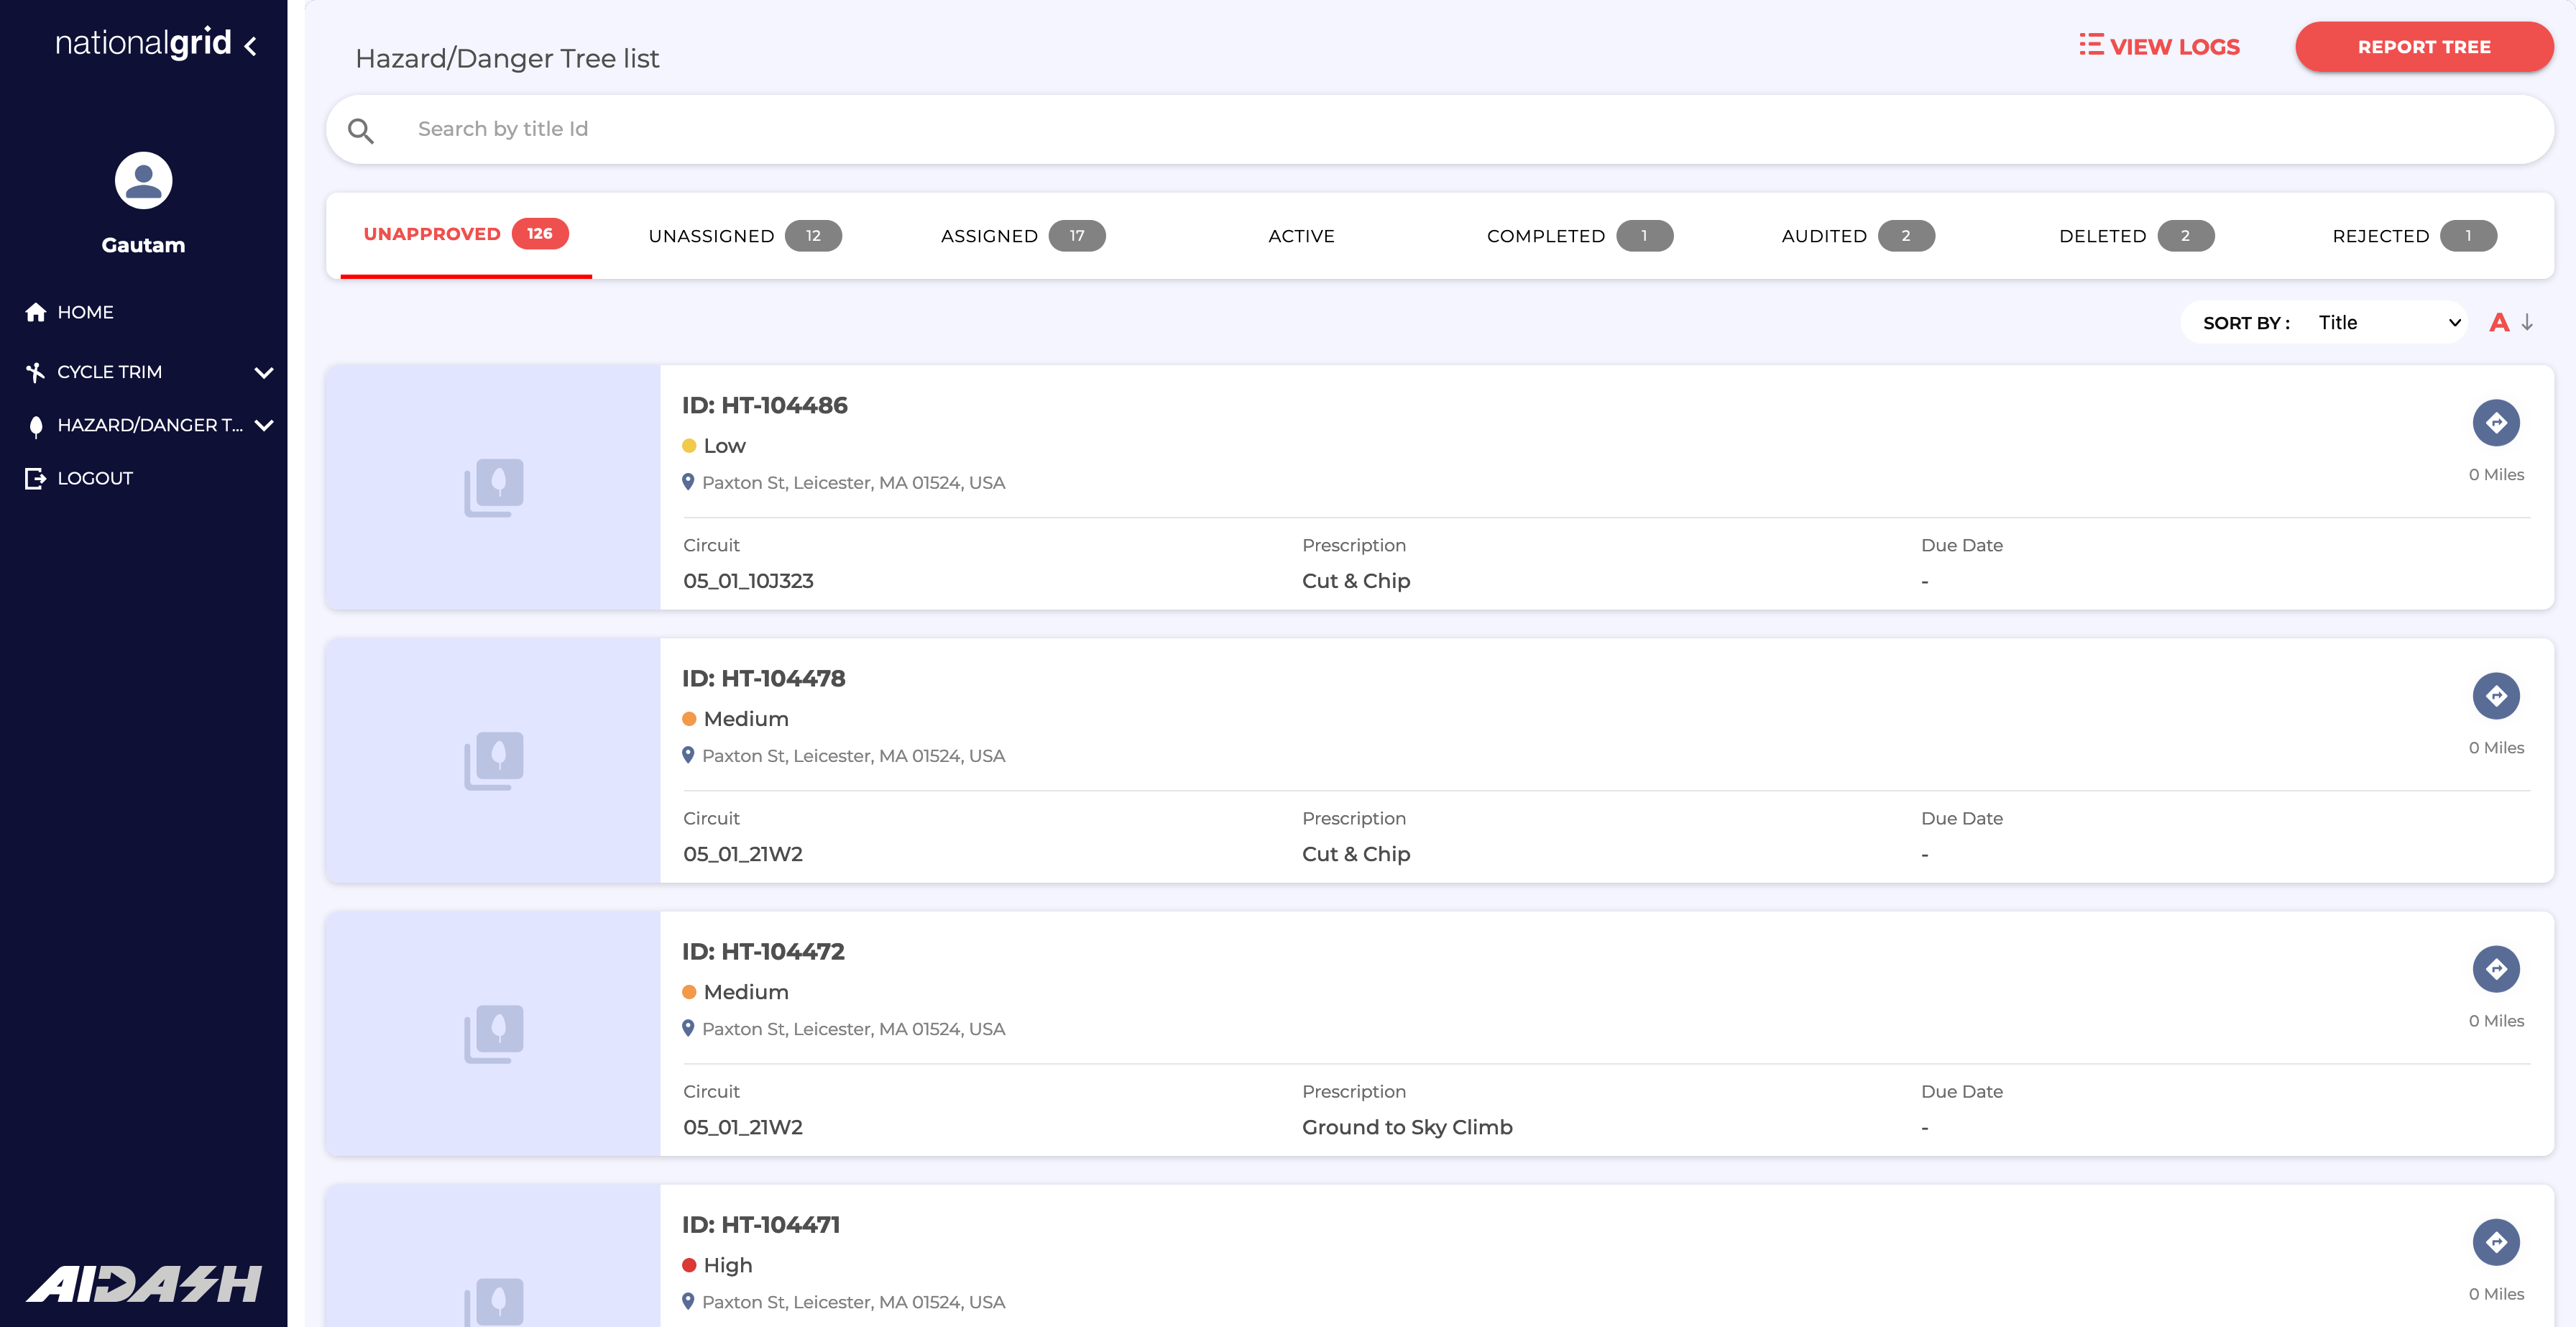 nationalgrid
Gautam
HOME
CYCLE TRIM
HAZARD/DANGER T...
LOGOUT
AIDASH
Hazard/Danger Tree list
VIEW LOGS
REPORT TREE
Search by title Id
UNAPPROVED 126
UNASSIGNED 12
ASSIGNED 17
ACTIVE
COMPLETED 1
AUDITED 2
DELETED 2
REJECTED 1
SORT BY : Title
A
ID: HT-104486
Low
Paxton St, Leicester, MA 01524, USA
0 Miles
Circuit Prescription Due Date
05_01_10J323 Cut & Chip -
ID: HT-104478
Medium
Paxton St, Leicester, MA 01524, USA
0 Miles
Circuit Prescription Due Date
05_01_21W2 Cut & Chip -
ID: HT-104472
Medium
Paxton St, Leicester, MA 01524, USA
0 Miles
Circuit Prescription Due Date
05_01_21W2 Ground to Sky Climb -
ID: HT-104471
High
Paxton St, Leicester, MA 01524, USA
0 Miles